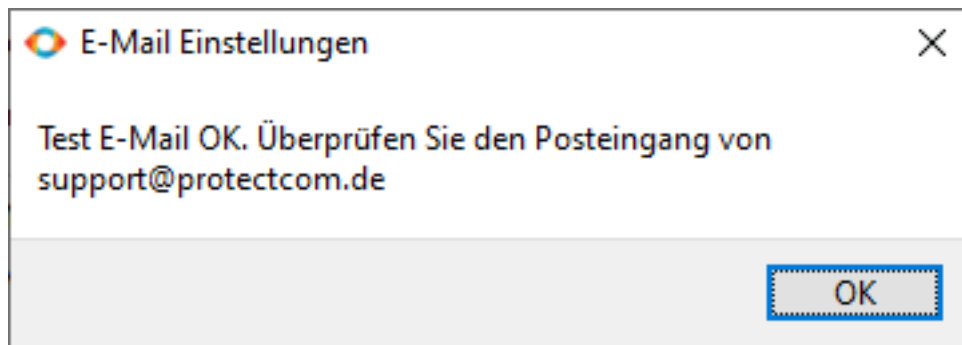 E-Mail Einstellungen
Test E-Mail OK. Überprüfen Sie den Posteingang von
support@protectcom.de
OK